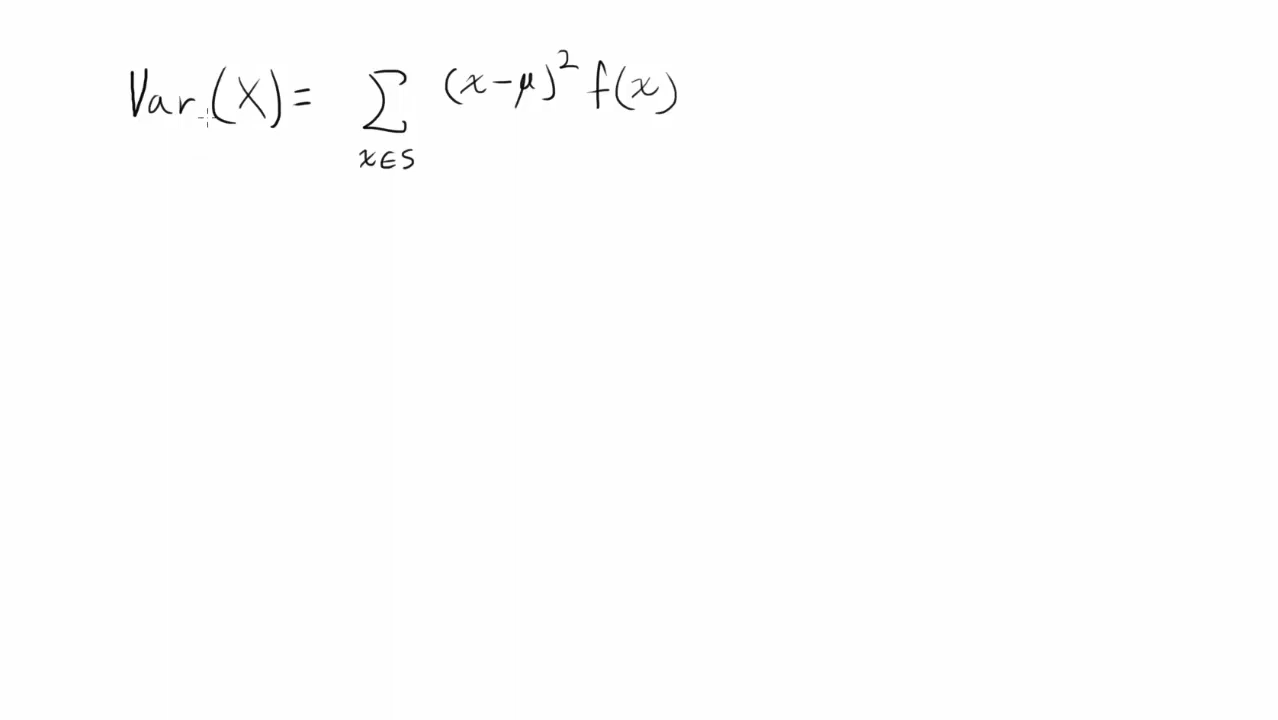 Var(X) = ∑ (x-μ)² f(x)
x∈S